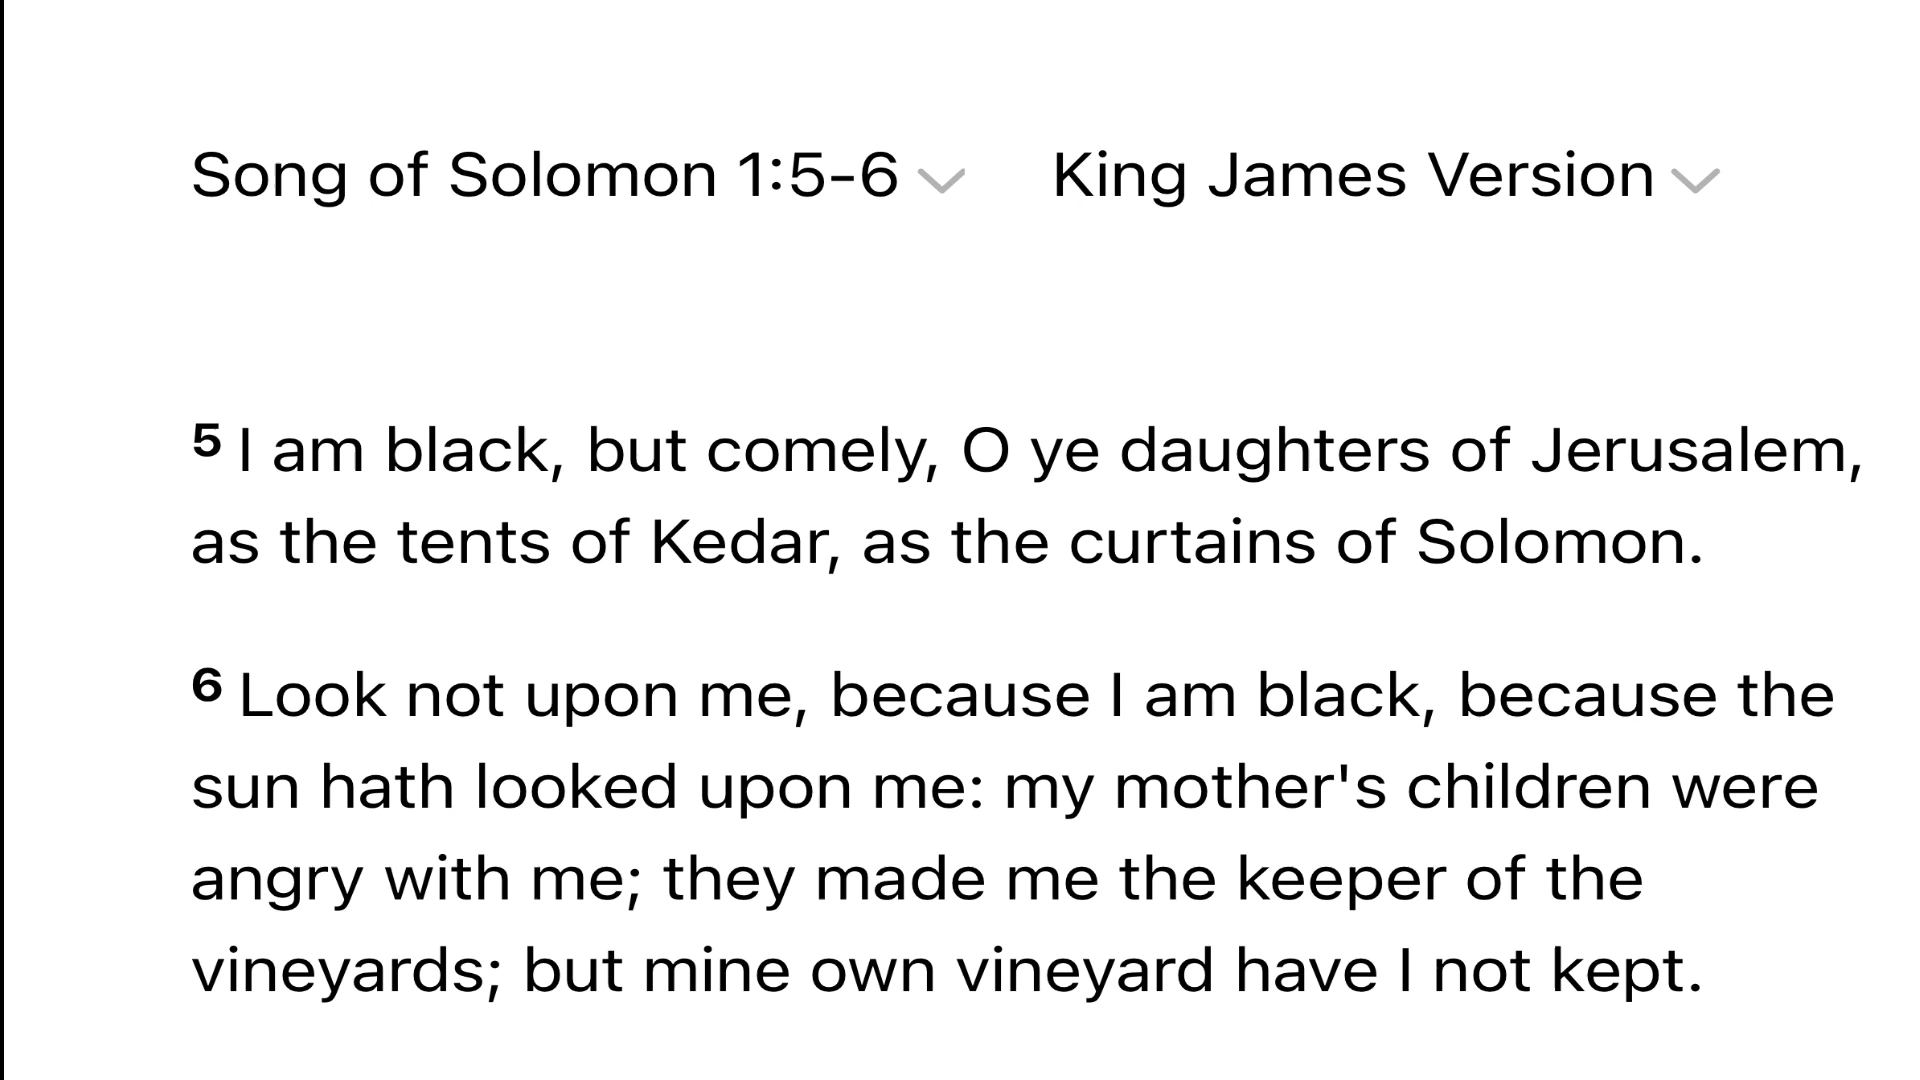 Song of Solomon 1:5-6 King James Version
5 I am black, but comely, O ye daughters of Jerusalem,
as the tents of Kedar, as the curtains of Solomon.
6 Look not upon me, because I am black, because the
sun hath looked upon me: my mother's children were
angry with me; they made me the keeper of the
vineyards; but mine own vineyard have I not kept.